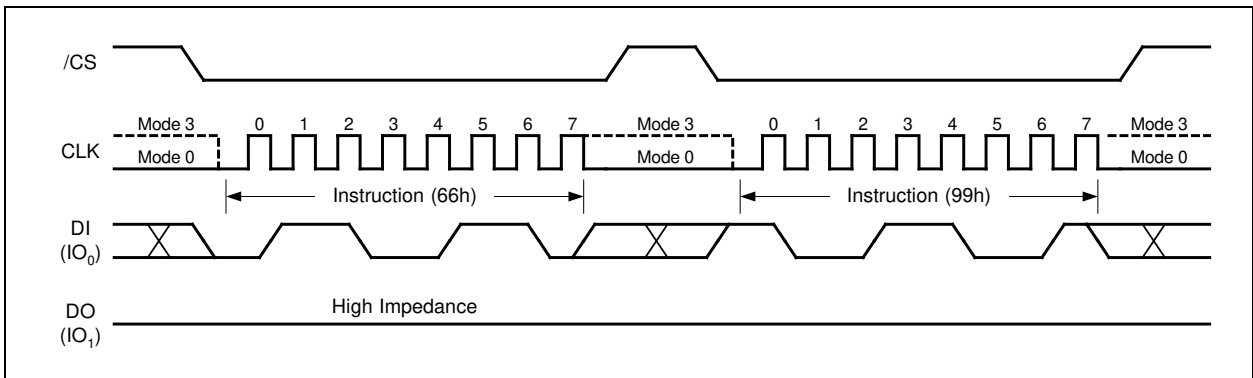 /CS
Mode 3 0 1 2 3 4 5 6 7 Mode 3 0 1 2 3 4 5 6 7 Mode 3
CLK
Mode 0 Mode 0 Mode 0
Instruction (66h) Instruction (99h)
DI
(IO0)
High Impedance
DO
(IO1)